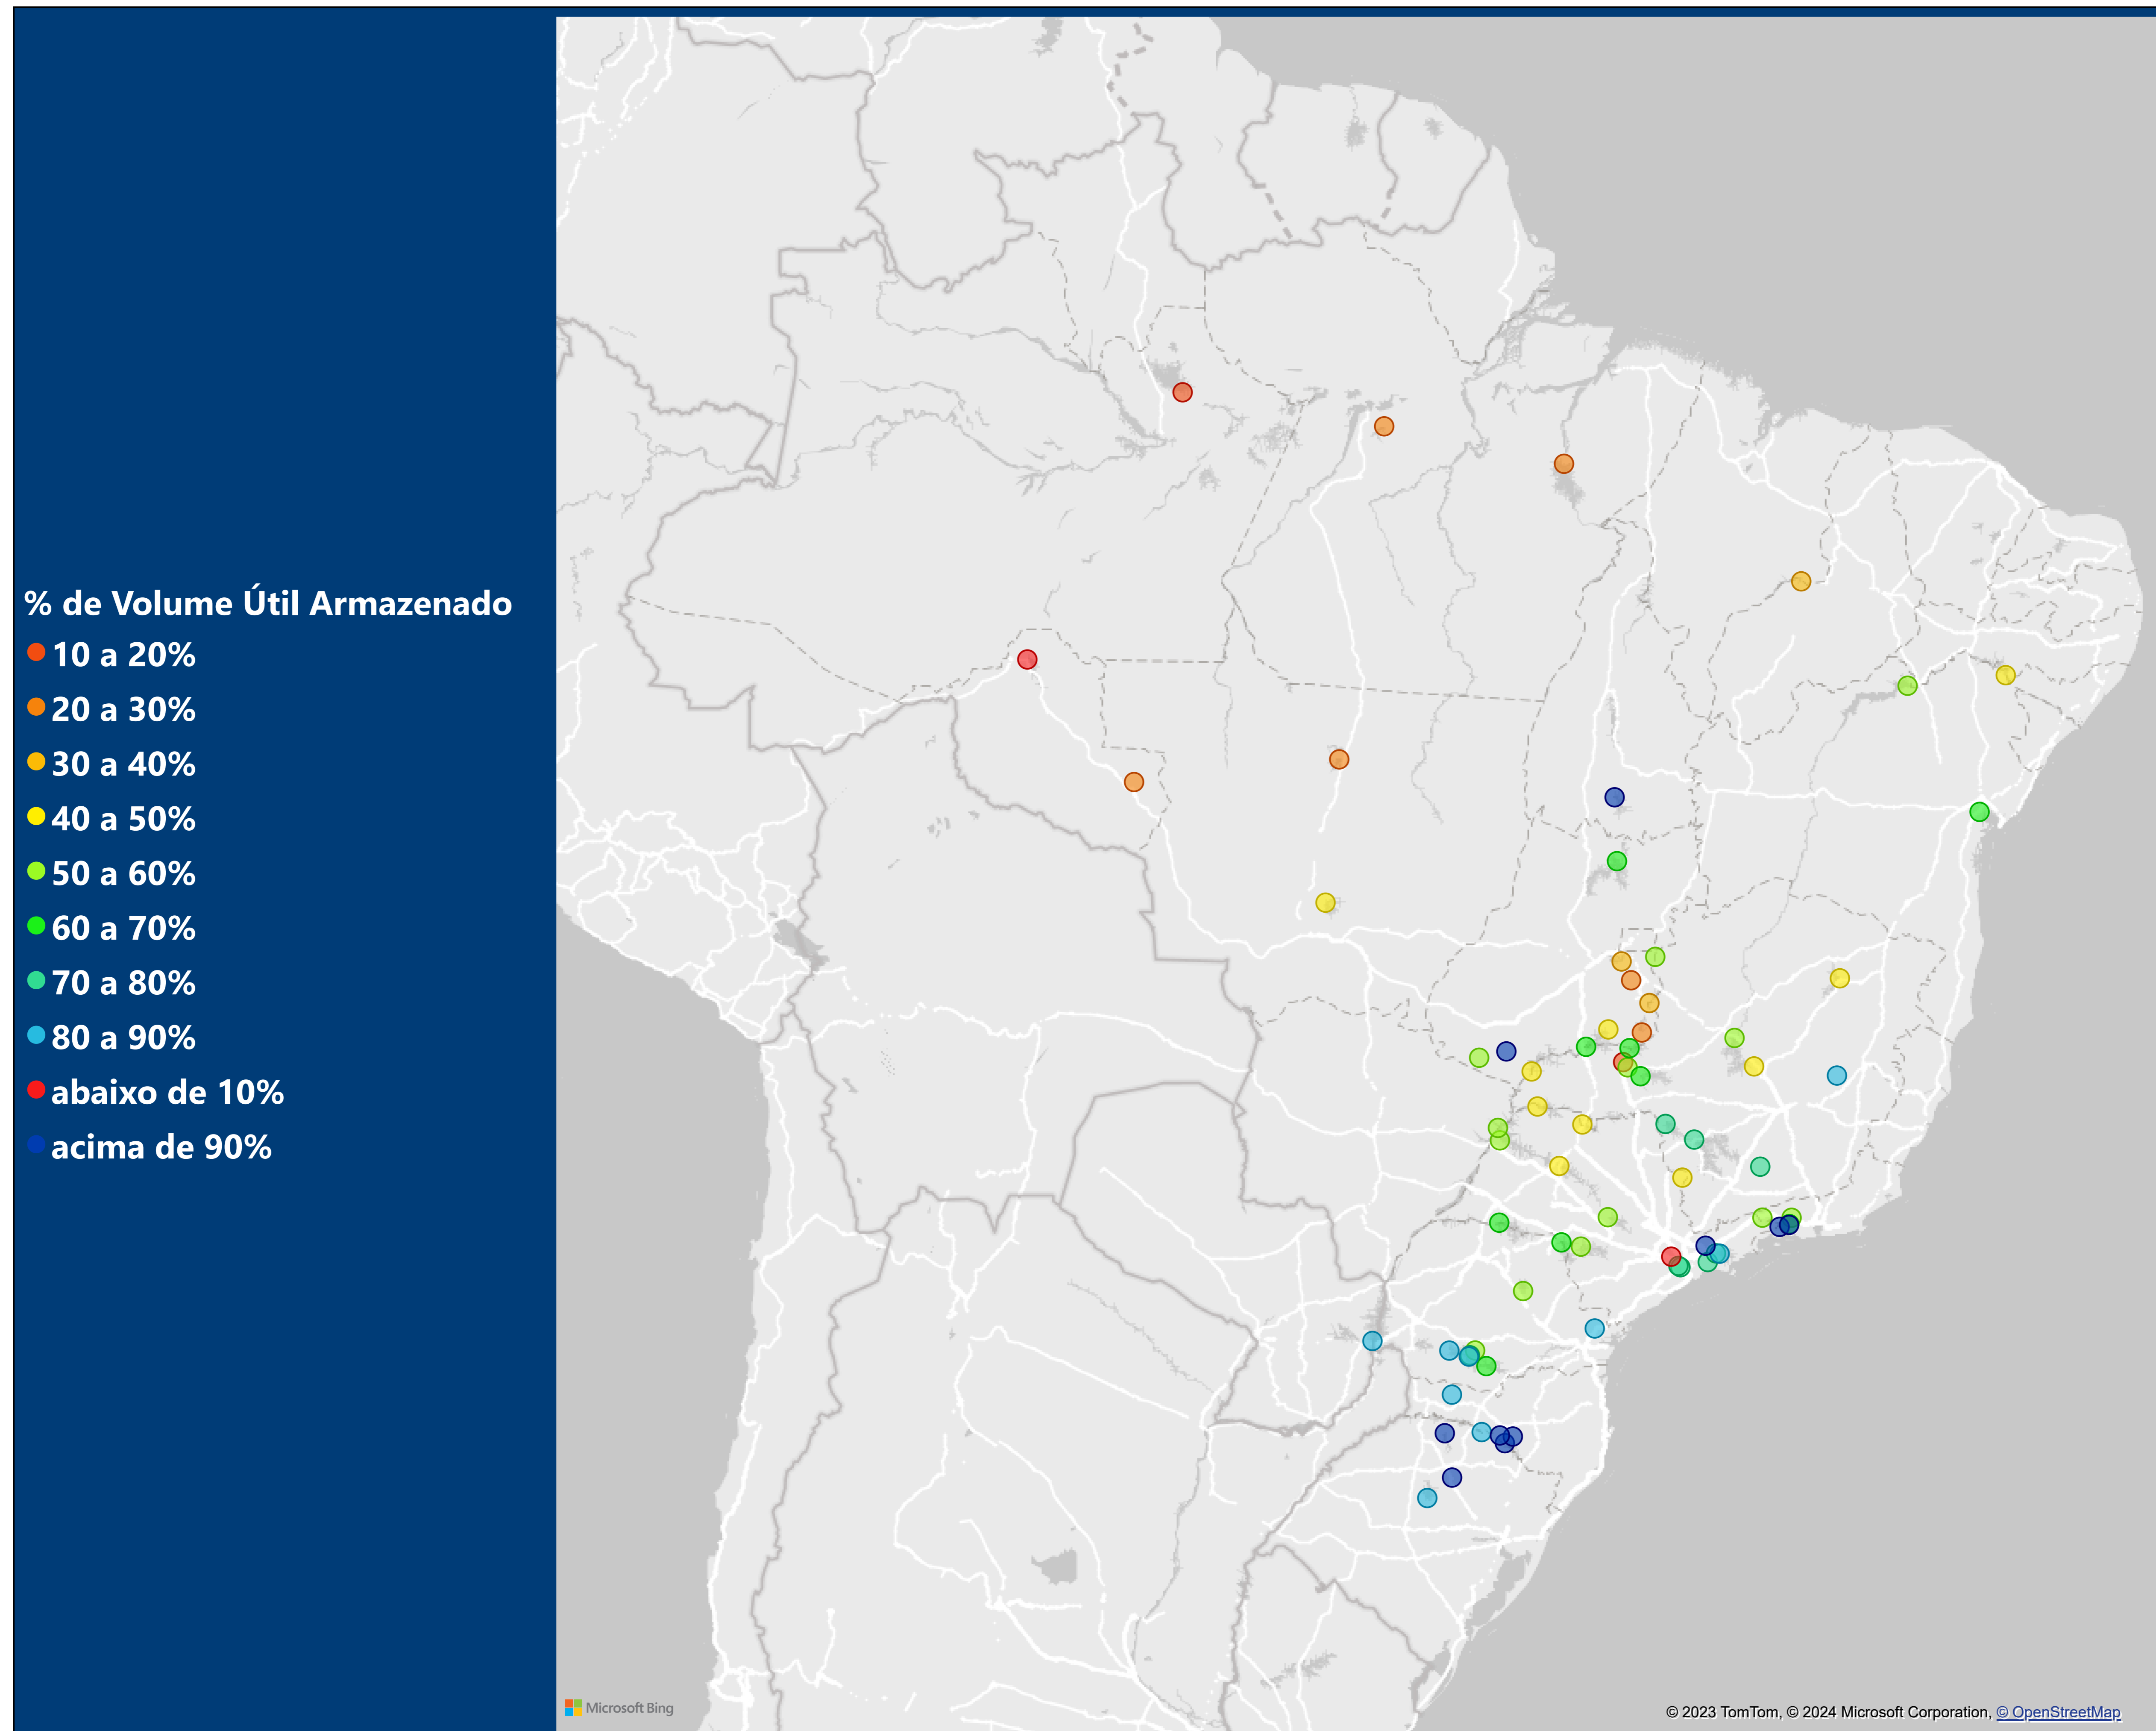 % de Volume Útil Armazenado
10 a 20%
20 a 30%
30 a 40%
40 a 50%
50 a 60%
60 a 70%
70 a 80%
80 a 90%
abaixo de 10%
acima de 90%
Microsoft Bing
© 2023 TomTom, © 2024 Microsoft Corporation, © OpenStreetMap